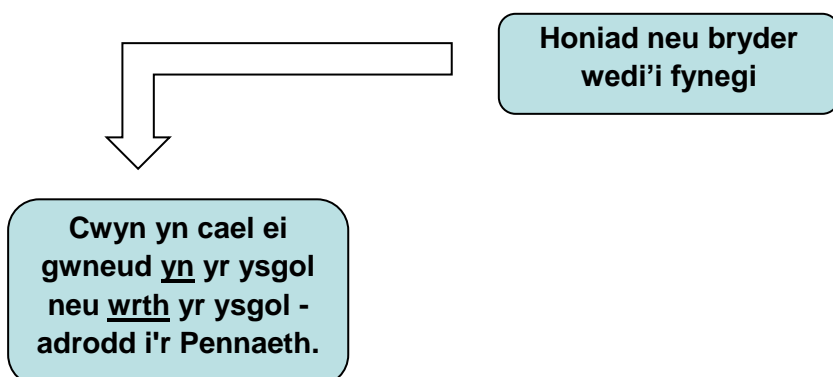 Honiad neu bryder
wedi'i fynegi
Cwyn yn cael ei
gwneud yn yr ysgol
neu wrth yr ysgol -
adrodd i'r Pennaeth.